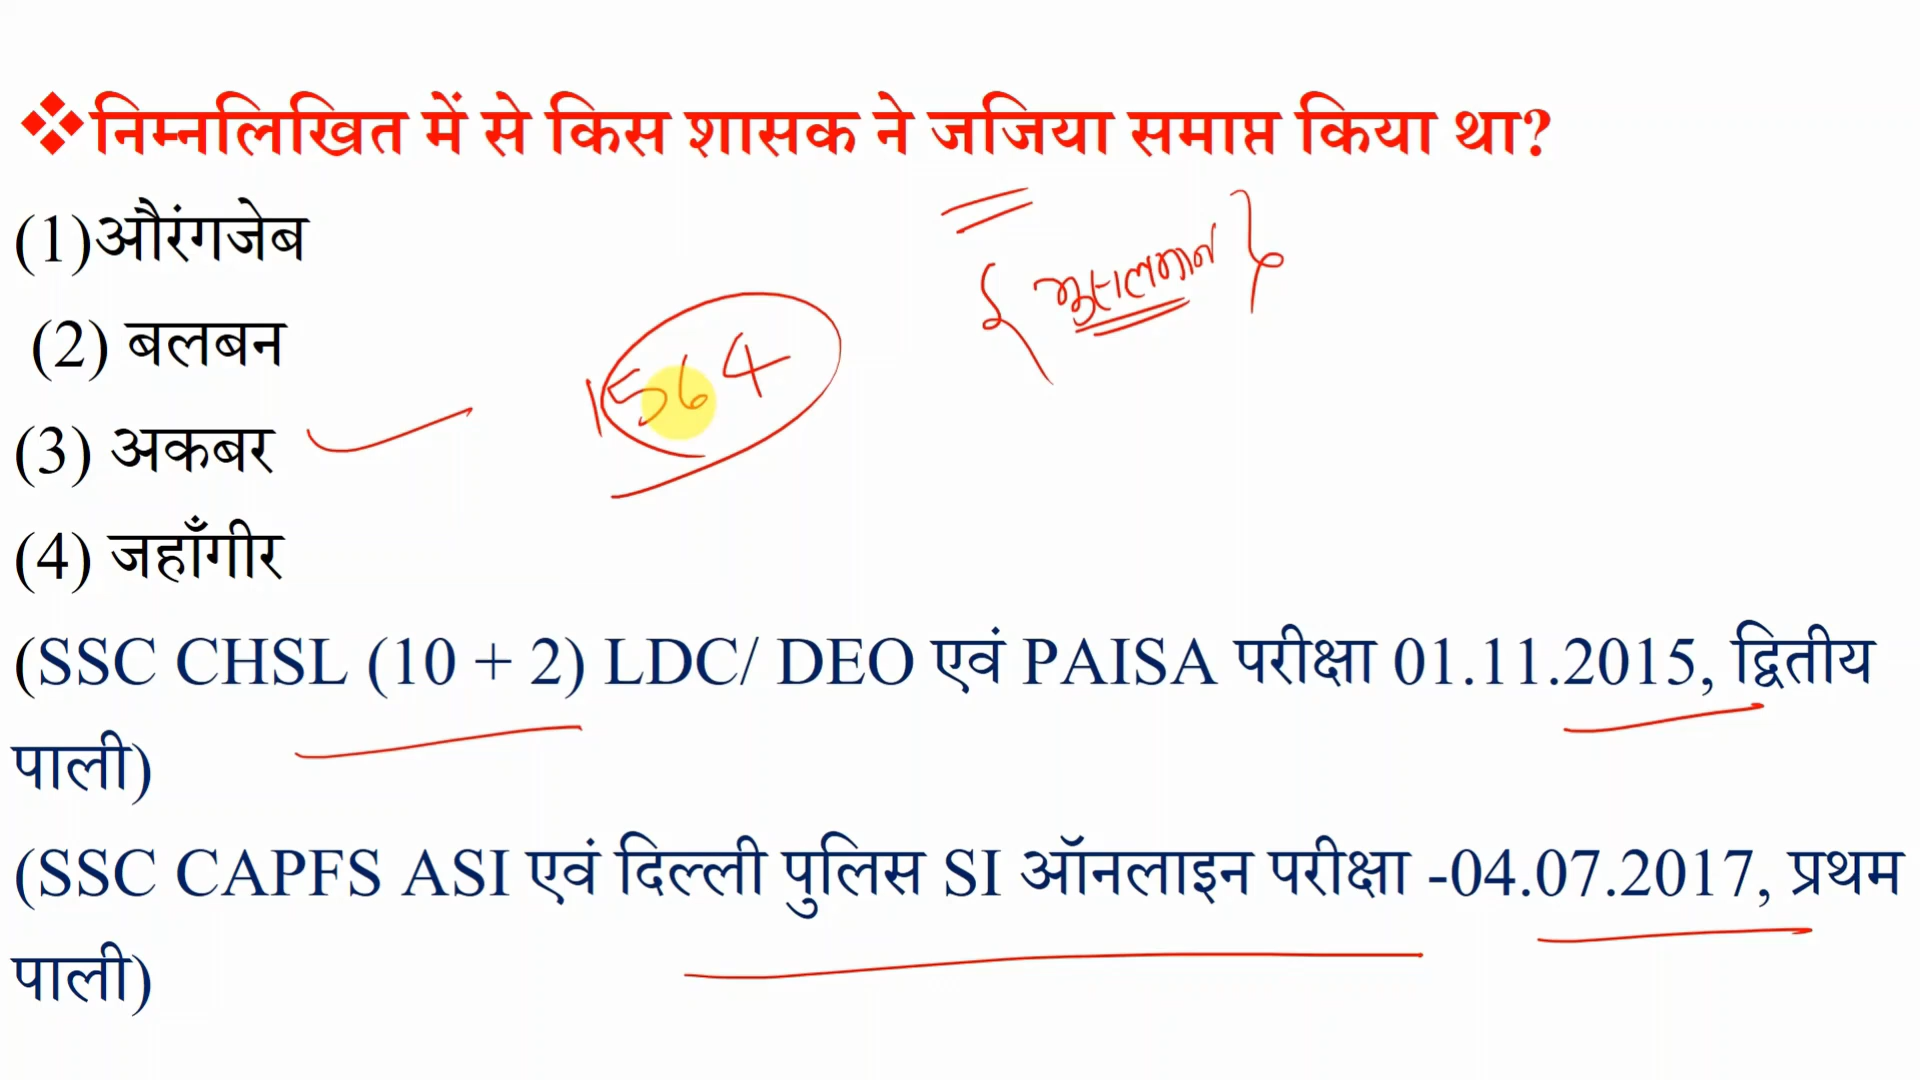 ❖निम्नलिखित में से किस शासक ने जजिया समाप्त किया था?
(1)औरंगजेब
(2) बलबन
(3) अकबर
1564
{ मुसलमान }
(4) जहाँगीर
(SSC CHSL (10 + 2) LDC/ DEO एवं PAISA परीक्षा 01.11.2015, द्वितीय
पाली)
(SSC CAPFS ASI एवं दिल्ली पुलिस SI ऑनलाइन परीक्षा -04.07.2017, प्रथम
पाली)